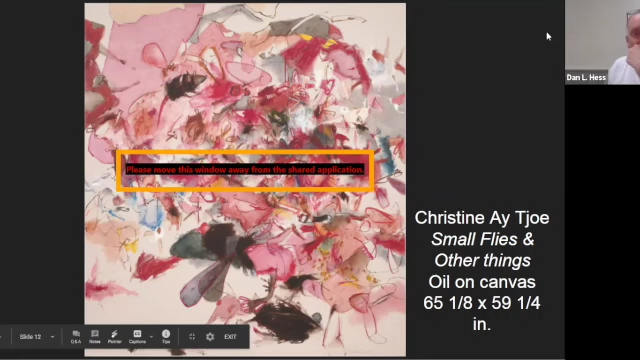 Dan L. Hess
Please move this window away from the shared application.
Christine Ay Tjoe
Small Flies &
Other things
Oil on canvas
65 1/8 x 59 1/4
in.
Slide 12
Q&A
Notes
Pointer
Captions
Tips
EXIT